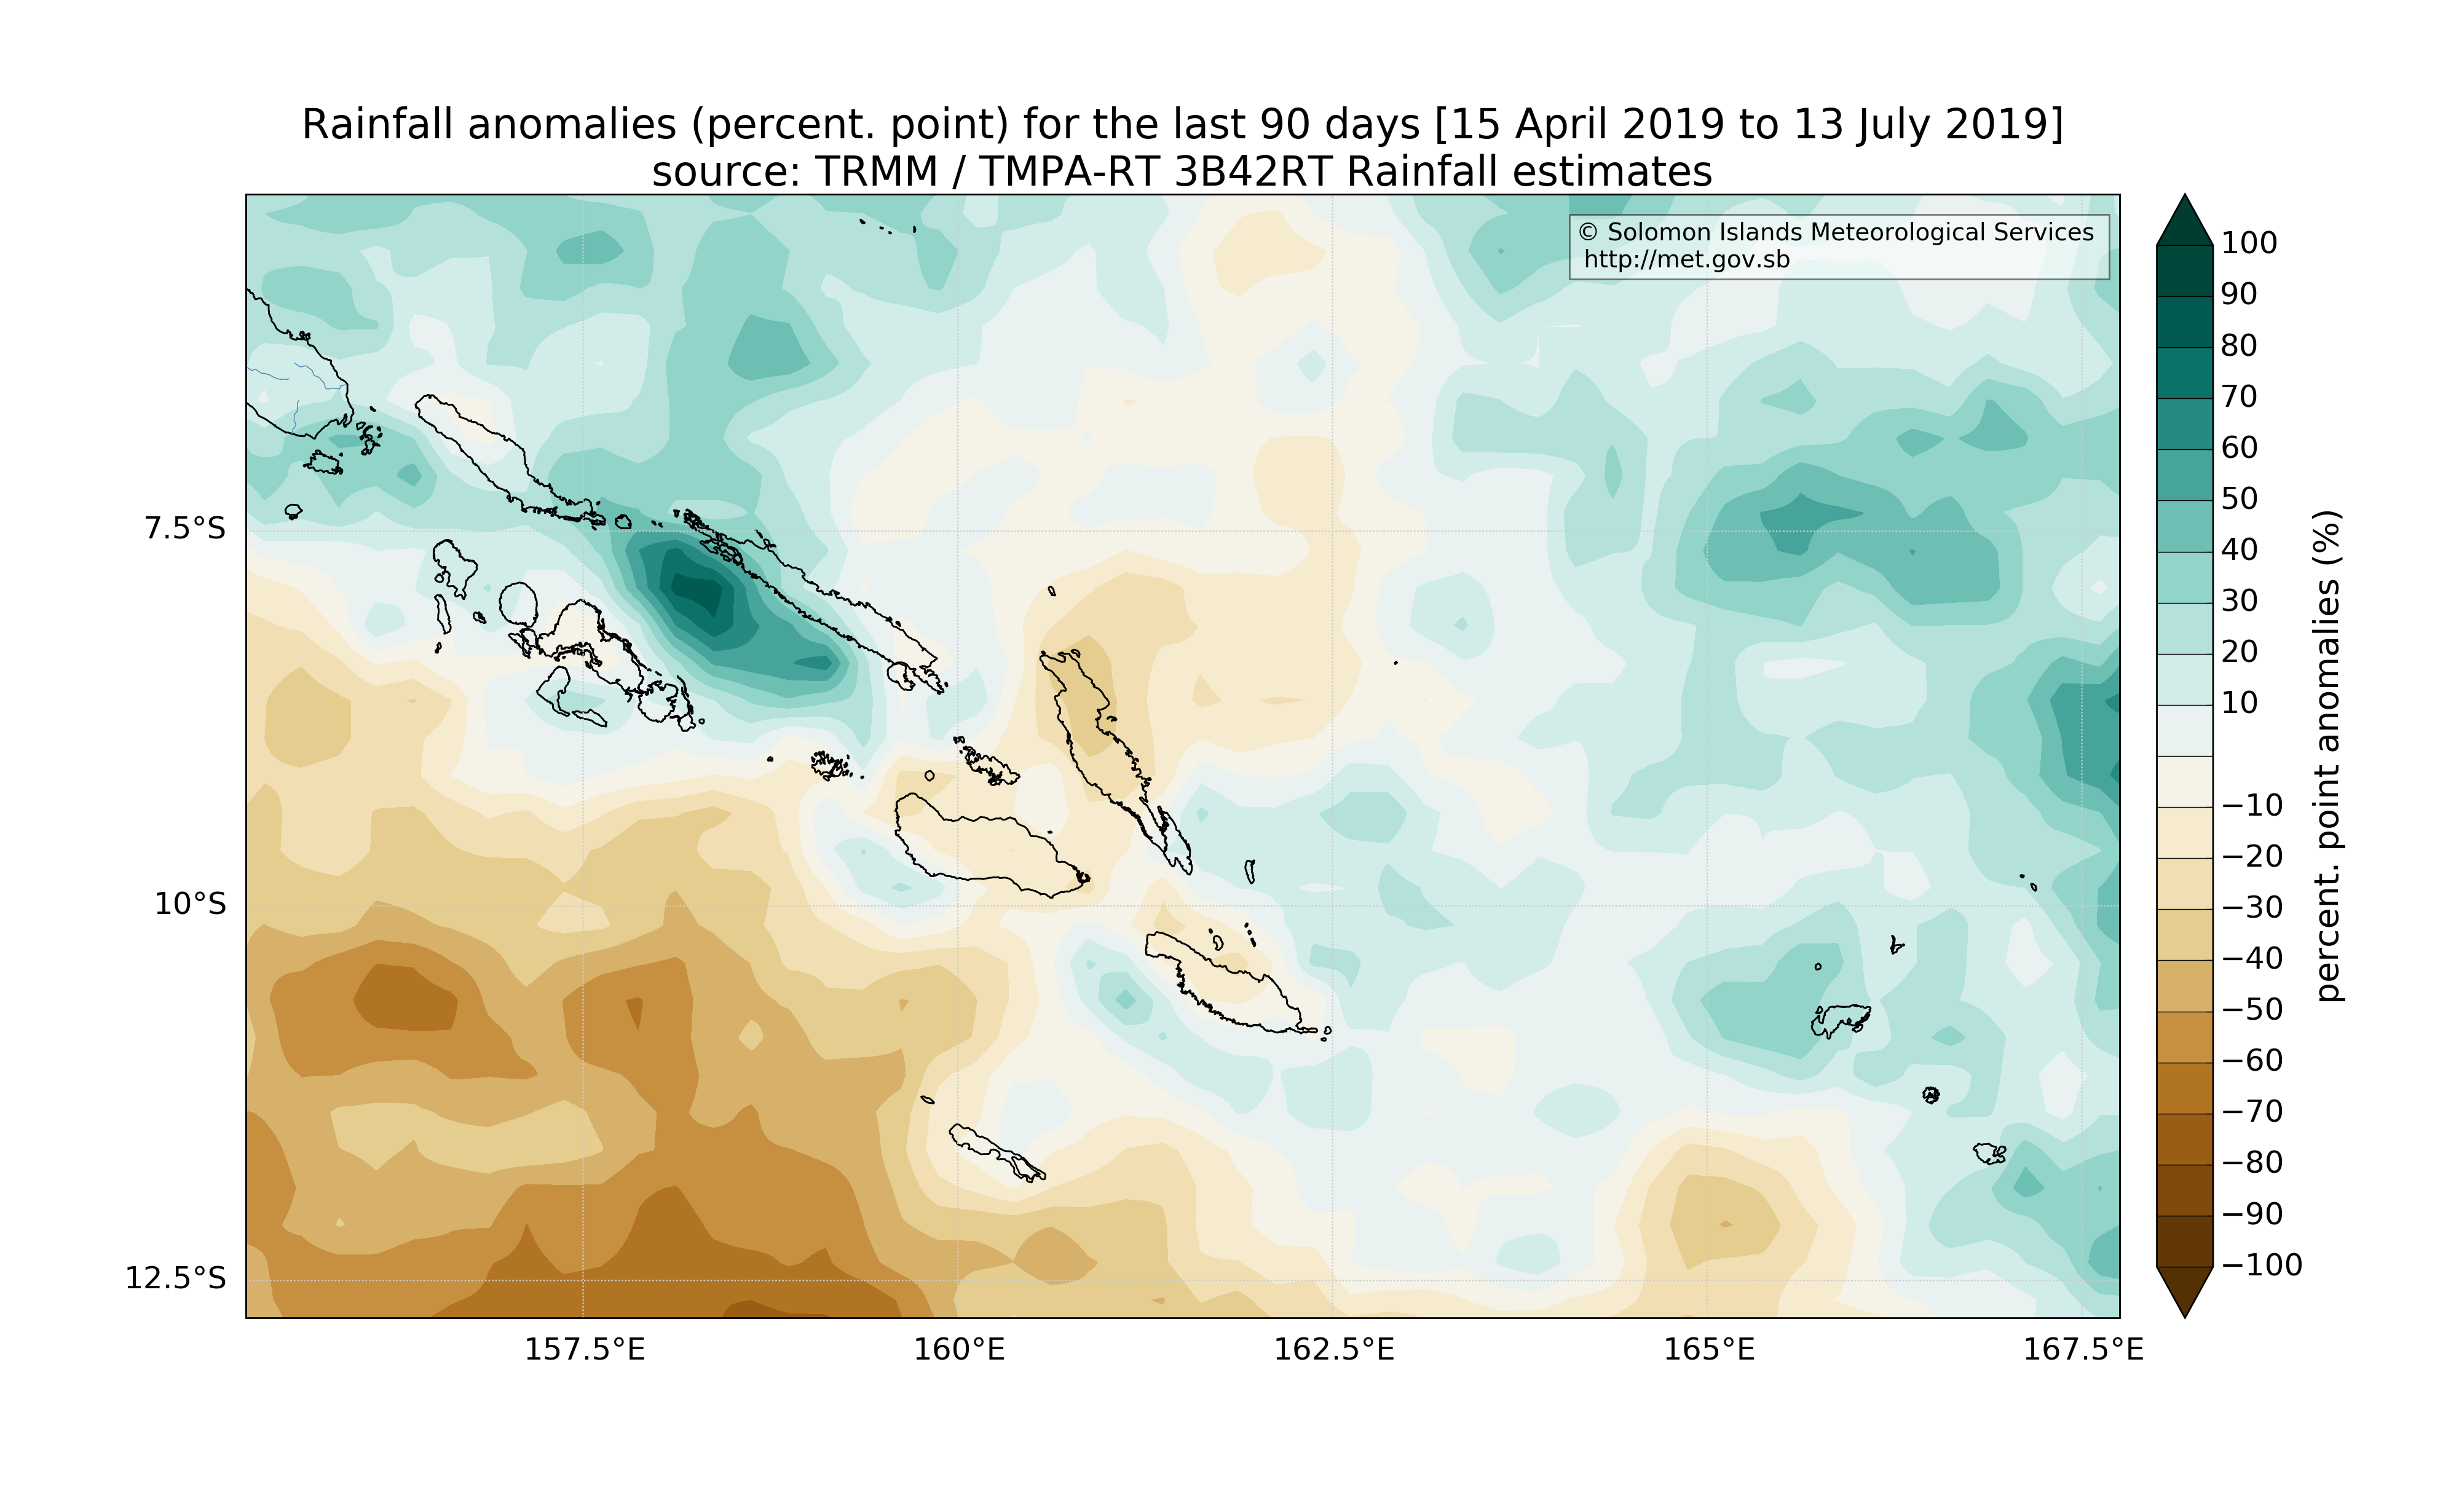 Rainfall anomalies (percent. point) for the last 90 days [15 April 2019 to 13 July 2019]
source: TRMM / TMPA-RT 3B42RT Rainfall estimates
© Solomon Islands Meteorological Services
http://met.gov.sb
7.5°S
10°S
12.5°S
157.5°E
160°E
162.5°E
165°E
167.5°E
100
90
80
70
60
50
40
30
20
10
−10
−20
−30
−40
−50
−60
−70
−80
−90
−100
percent. point anomalies (%)